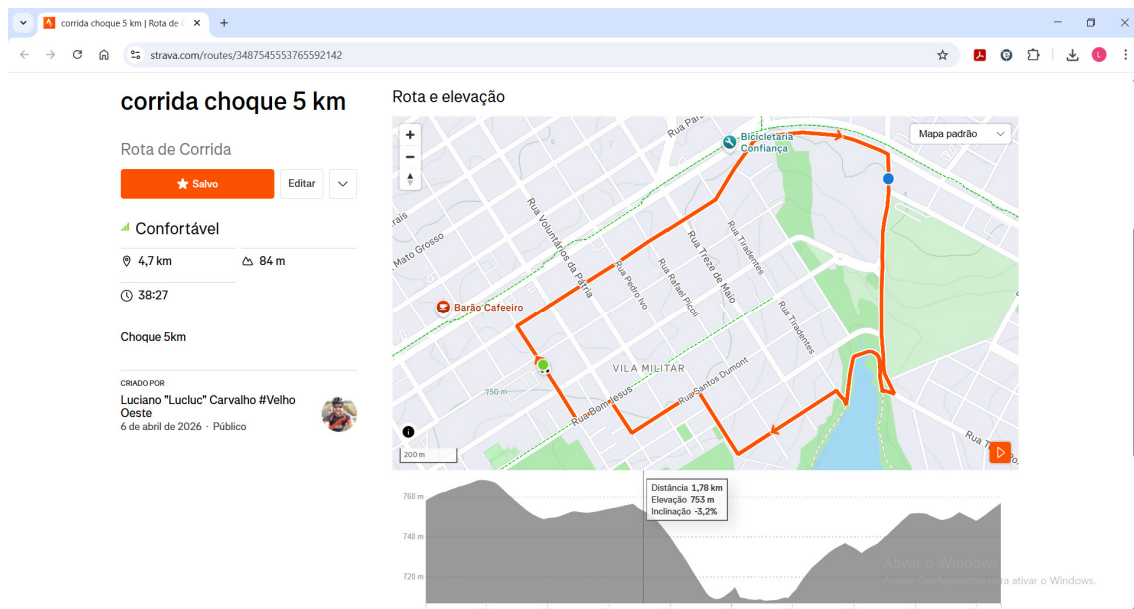 corrida choque 5 km | Rota de C
strava.com/routes/3487545553765592142
corrida choque 5 km
Rota de Corrida
Salvo
Editar
Confortável
4,7 km
84 m
38:27
Choque 5km
CRIADO POR
Luciano "Lucluc" Carvalho #Velho
Oeste
6 de abril de 2026 · Público
Rota e elevação
Mapa padrão
Bicicletaria
Confiança
Rua Voluntários da Pátria
Mato Grosso
Rua Pedro Ivo
Rua Rafael Picoli
Rua Treze de Maio
Rua Tiradentes
Rua Tiradentes
Barão Cafeeiro
VILA MILITAR
750 m
Rua Bom Jesus
Rua Santos Dumont
200 m
Distância 1,78 km
Elevação 753 m
Inclinação -3,2%
760 m
740 m
720 m
Ativar o Windows
ra ativar o Windows.